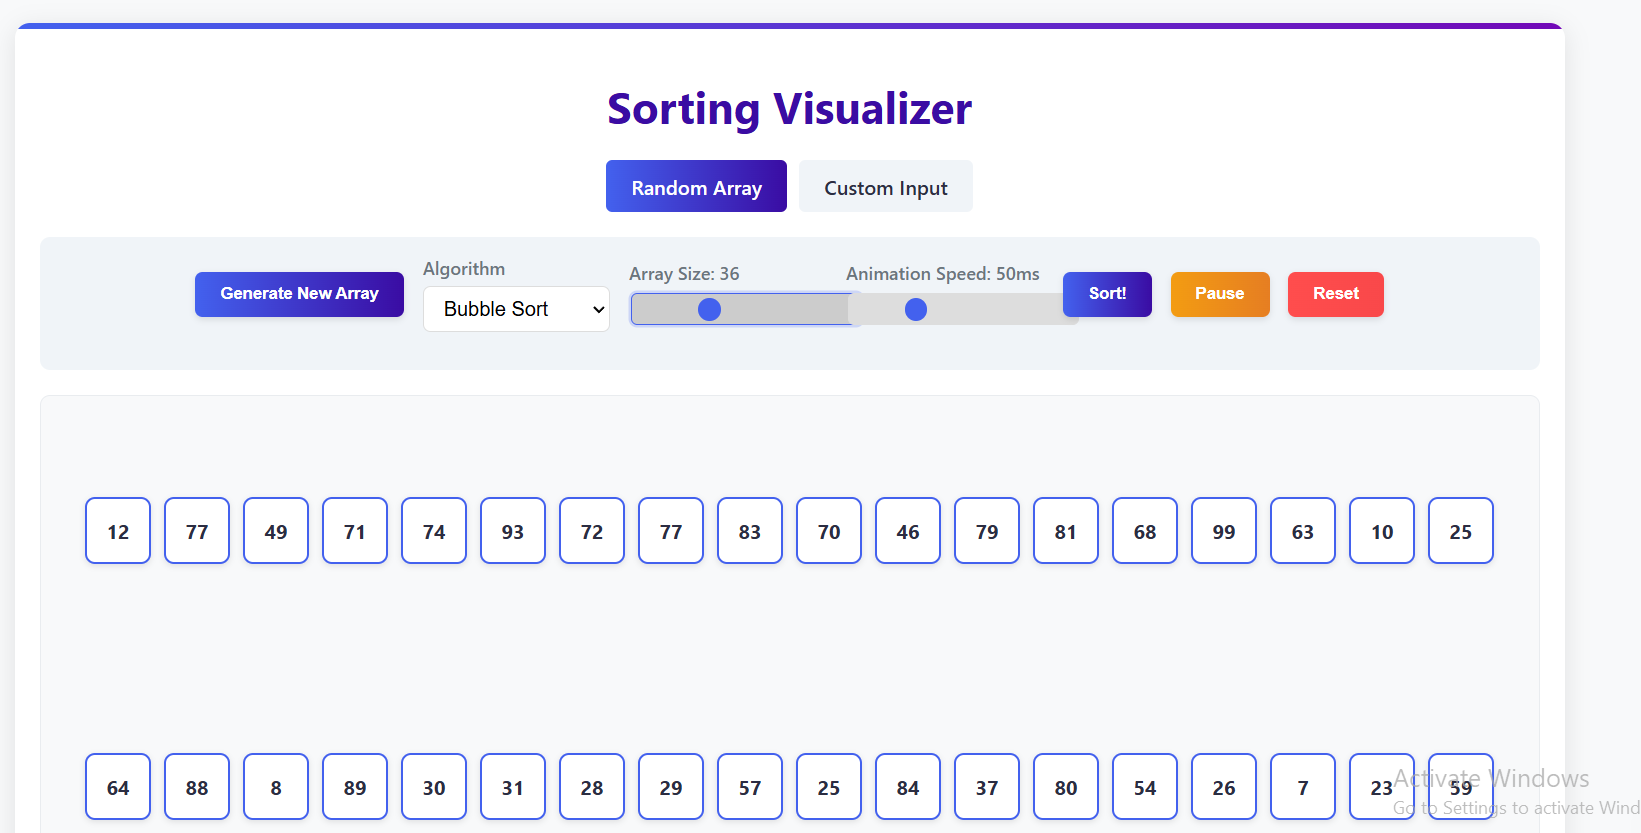 Sorting Visualizer
Random Array Custom Input
Generate New Array Algorithm Bubble Sort Array Size: 36 Animation Speed: 50ms Sort! Pause Reset
12 77 49 71 74 93 72 77 83 70 46 79 81 68 99 63 10 25
64 88 8 89 30 31 28 29 57 25 84 37 80 54 26 7 23 59
Activate Windows
Go to Settings to activate Wind